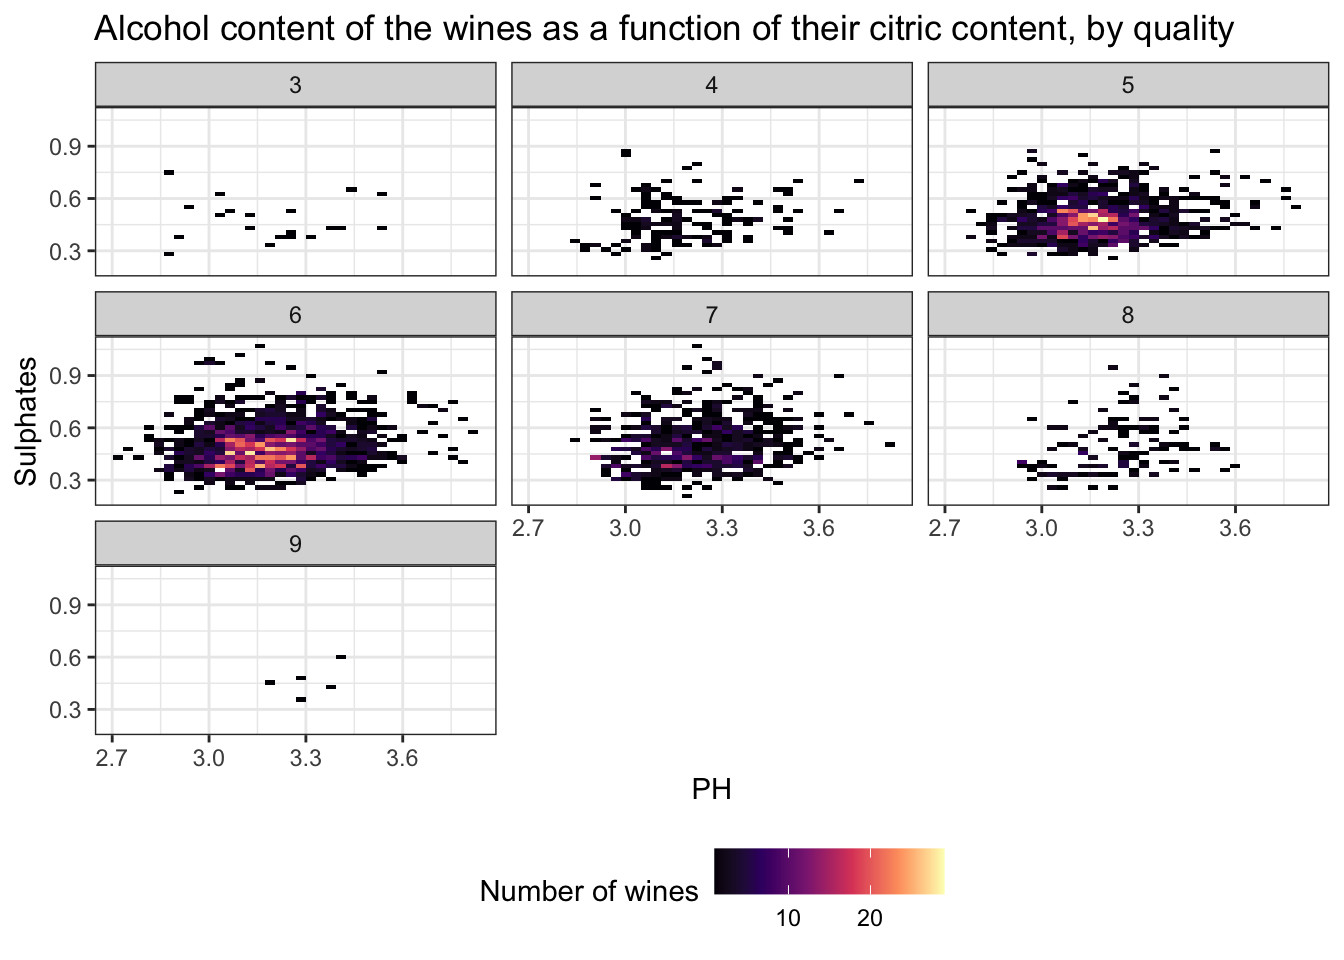 Alcohol content of the wines as a function of their citric content, by quality
3 4 5
0.9
0.6
0.3
6 7 8
0.9
0.6
0.3
2.7 3.0 3.3 3.6 2.7 3.0 3.3 3.6
9
0.9
0.6
0.3
2.7 3.0 3.3 3.6
Sulphates
PH
Number of wines
10 20